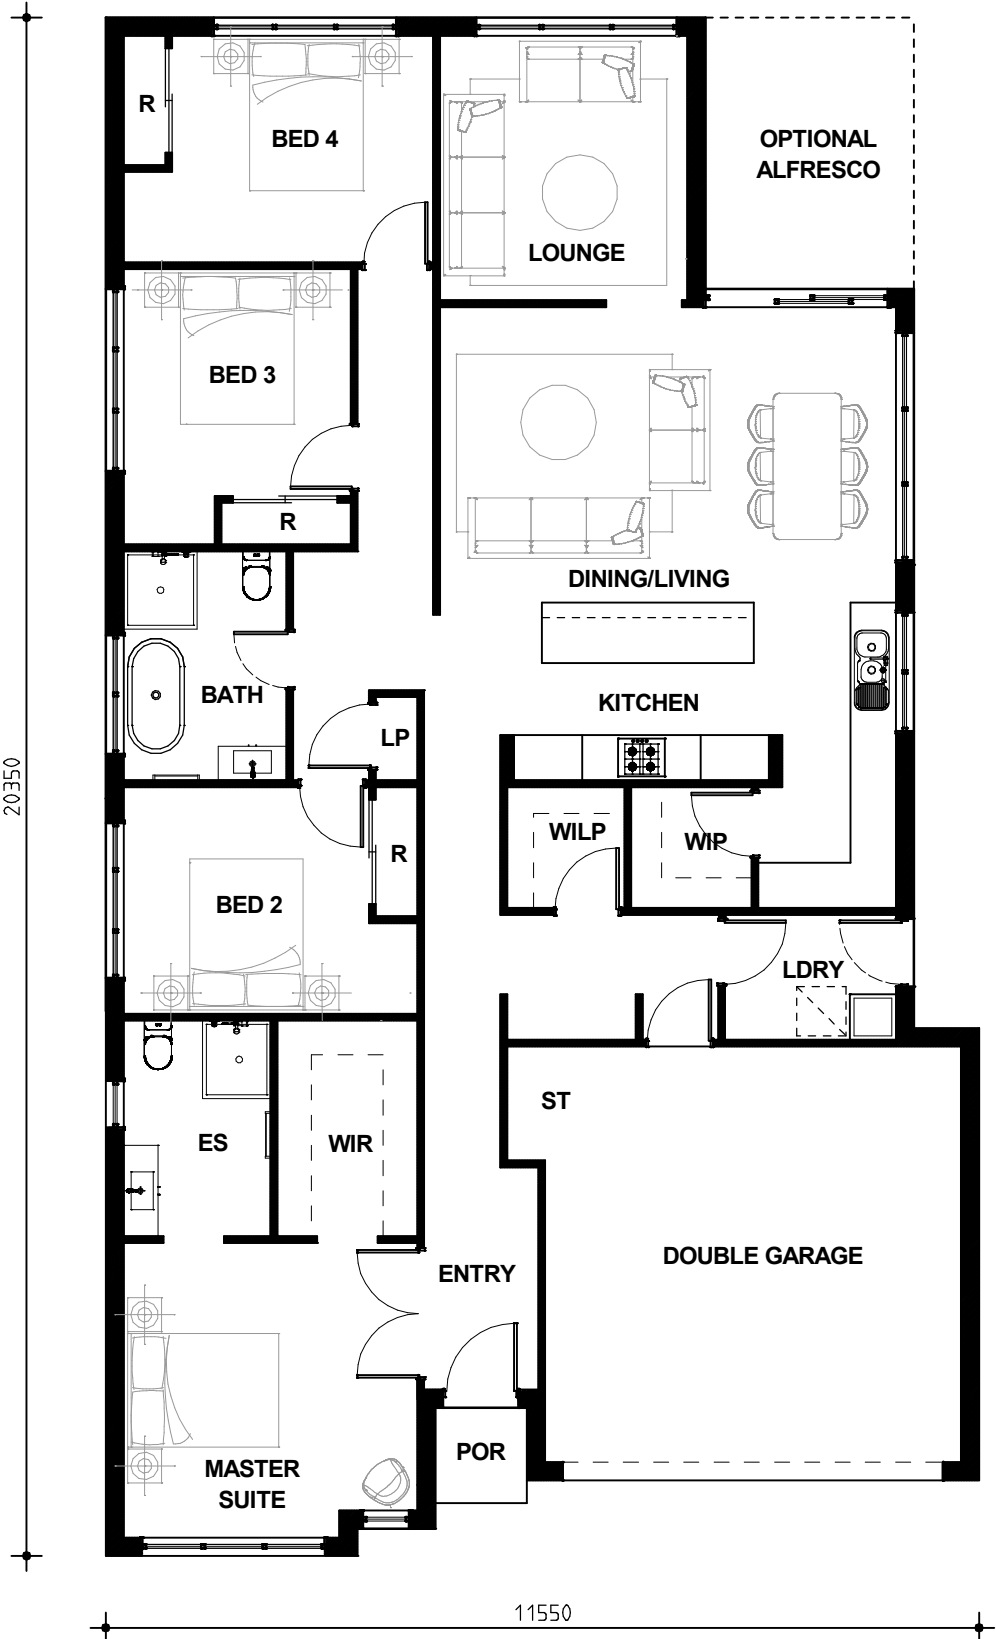 R
BED 4
OPTIONAL
ALFRESCO
LOUNGE
BED 3
R
DINING/LIVING
BATH
KITCHEN
LP
20350
WILP
WIP
R
BED 2
LDRY
ST
ES
WIR
DOUBLE GARAGE
ENTRY
POR
MASTER
SUITE
11550